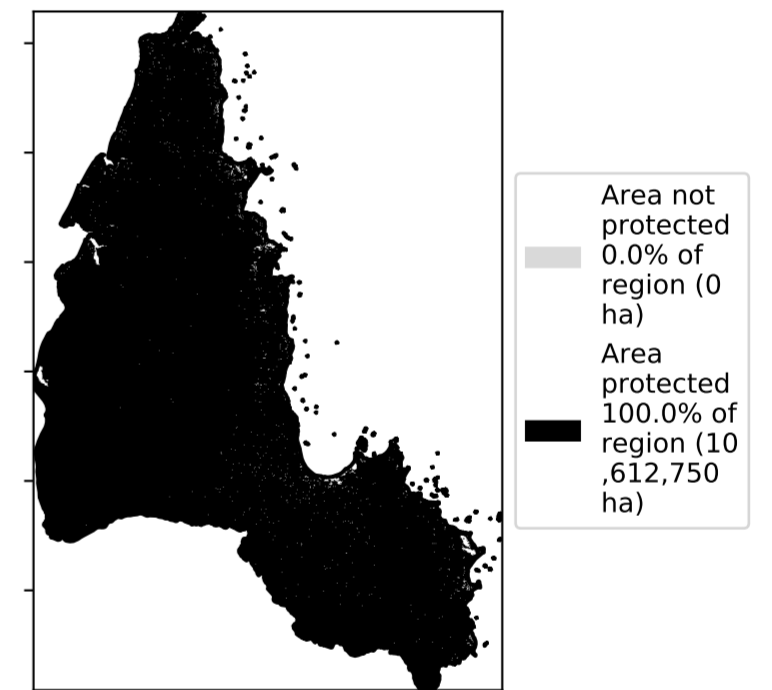 Area not
protected
0.0% of
region (0
ha)
Area
protected
100.0% of
region (10
,612,750
ha)